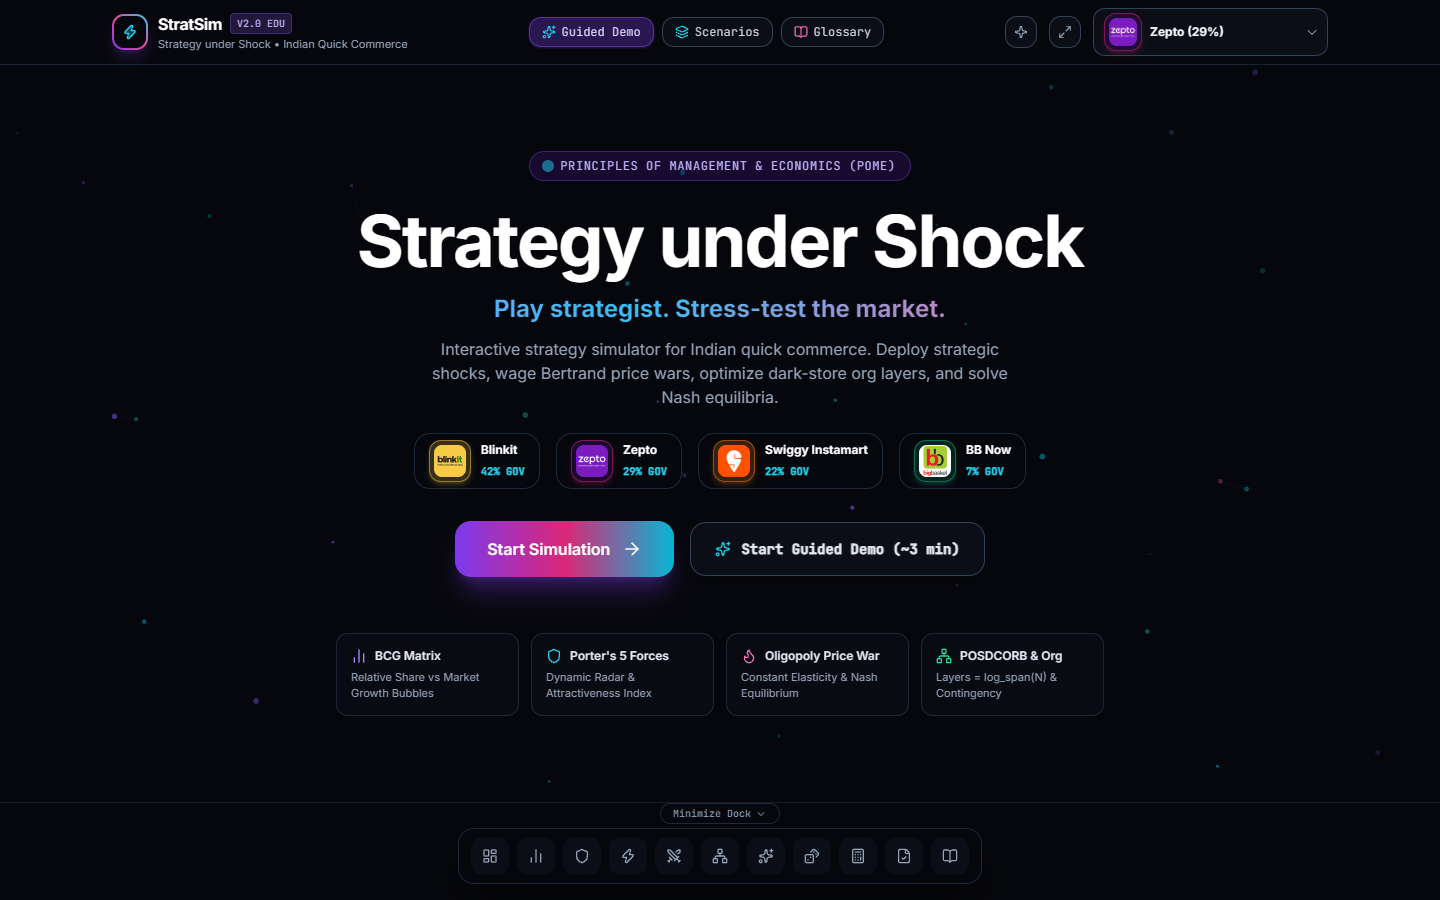 StratSim
V2.0 EDU
Strategy under Shock • Indian Quick Commerce
Guided Demo
Scenarios
Glossary
zepto
Zepto (29%)
PRINCIPLES OF MANAGEMENT & ECONOMICS (POME)
Strategy under Shock
Play strategist. Stress-test the market.
Interactive strategy simulator for Indian quick commerce. Deploy strategic
shocks, wage Bertrand price wars, optimize dark-store org layers, and solve
Nash equilibria.
blinkit
Blinkit
42% GOV
zepto
Zepto
29% GOV
Swiggy Instamart
22% GOV
bb
bigbasket
BB Now
7% GOV
Start Simulation
Start Guided Demo (~3 min)
BCG Matrix
Relative Share vs Market
Growth Bubbles
Porter's 5 Forces
Dynamic Radar &
Attractiveness Index
Oligopoly Price War
Constant Elasticity & Nash
Equilibrium
POSDCORB & Org
Layers = log_span(N) &
Contingency
Minimize Dock